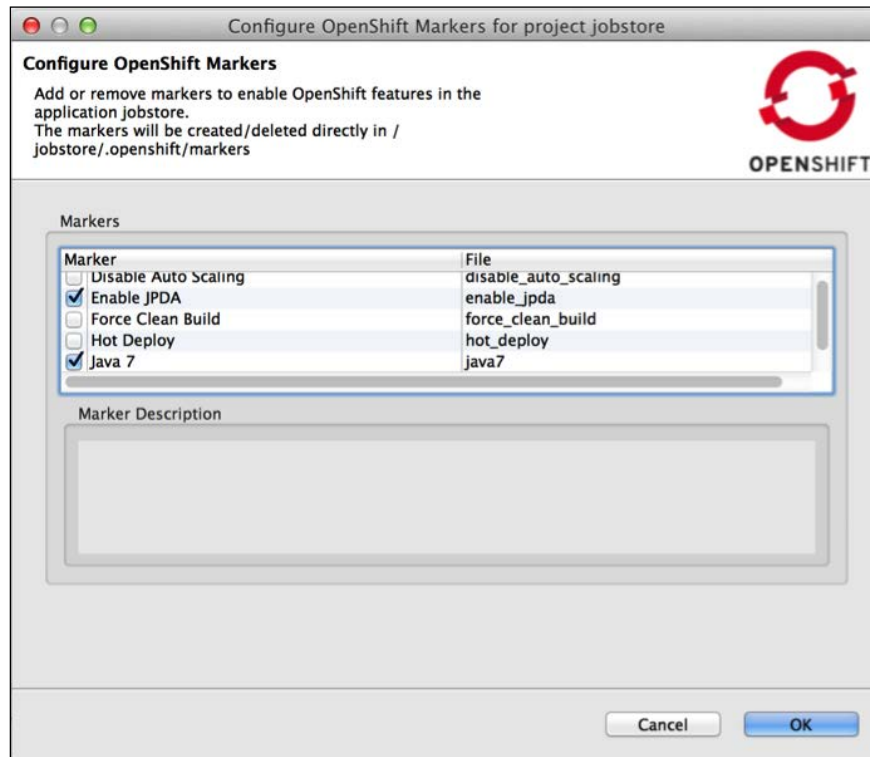 Configure OpenShift Markers for project jobstore
Configure OpenShift Markers
Add or remove markers to enable OpenShift features in the
application jobstore.
The markers will be created/deleted directly in /
jobstore/.openshift/markers
OPENSHIFT
Markers
Marker File
Disable Auto Scaling disable_auto_scaling
Enable JPDA enable_jpda
Force Clean Build force_clean_build
Hot Deploy hot_deploy
Java 7 java7
Marker Description
Cancel OK